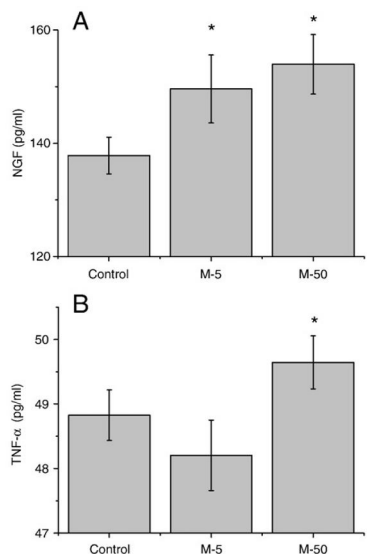 A
*
*
160
NGF (pg/ml)
140
120
Control M-5 M-50
B
*
50
49
TNF-α (pg/ml)
48
47
Control M-5 M-50